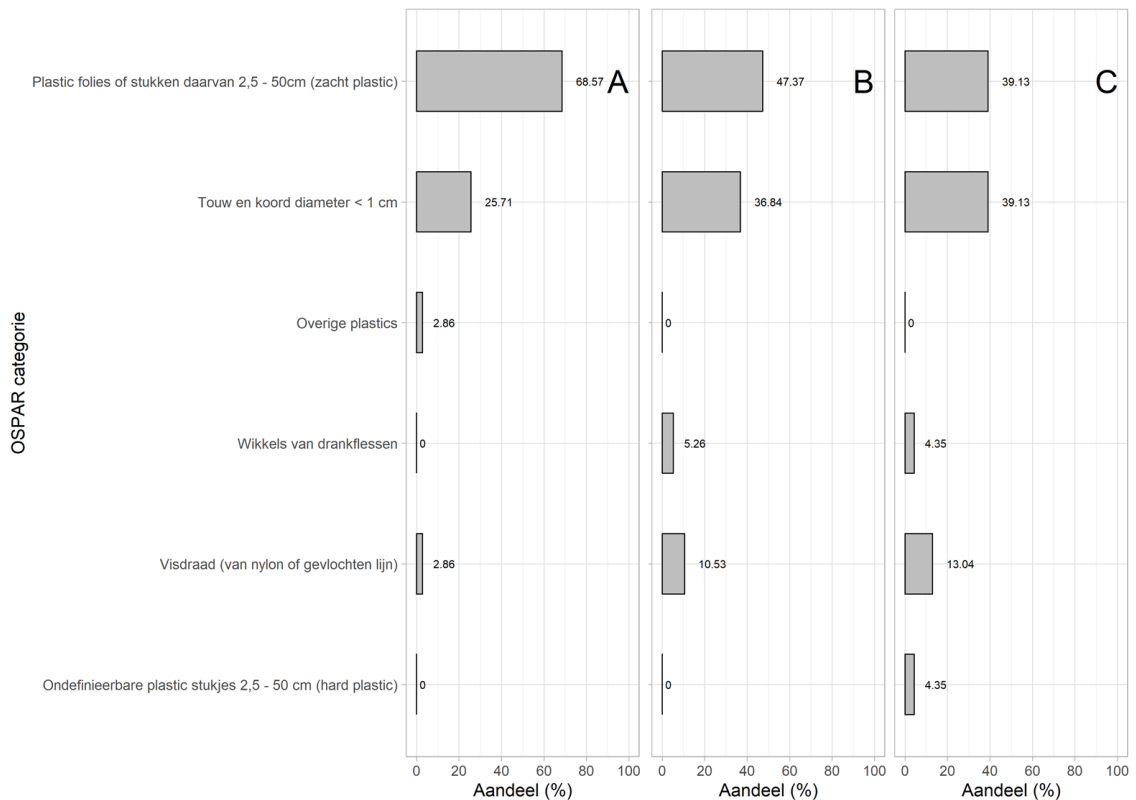 OSPAR categorie
Plastic folies of stukken daarvan 2,5 - 50cm (zacht plastic)
68.57
A
47.37
B
39.13
C
Touw en koord diameter < 1 cm
25.71
36.84
39.13
Overige plastics
2.86
0
0
Wikkels van drankflessen
0
5.26
4.35
Visdraad (van nylon of gevlochten lijn)
2.86
10.53
13.04
Ondefinieerbare plastic stukjes 2,5 - 50 cm (hard plastic)
0
0
4.35
0 20 40 60 80 100
0 20 40 60 80 100
0 20 40 60 80 100
Aandeel (%)
Aandeel (%)
Aandeel (%)